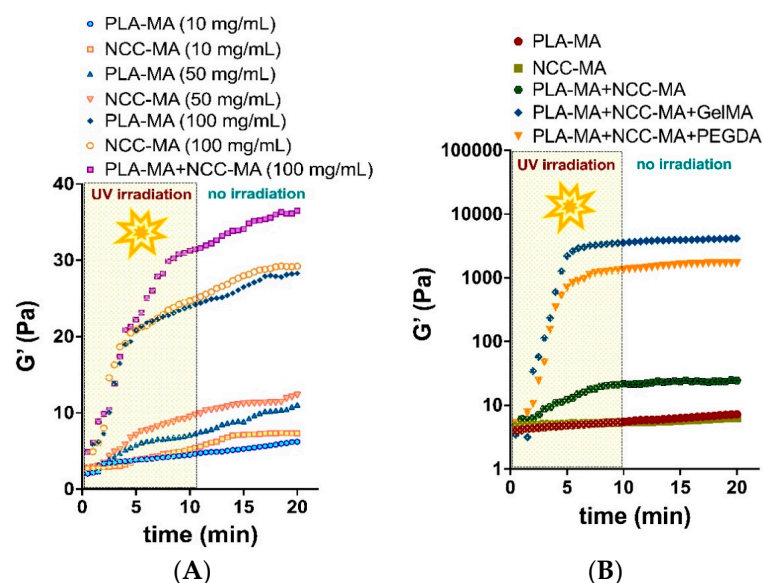 PLA-MA (10 mg/mL)
NCC-MA (10 mg/mL)
PLA-MA (50 mg/mL)
NCC-MA (50 mg/mL)
PLA-MA (100 mg/mL)
NCC-MA (100 mg/mL)
PLA-MA+NCC-MA (100 mg/mL)
40
30
20
10
0
G' (Pa)
UV irradiation
no irradiation
0
5
10
15
20
time (min)
(A)
PLA-MA
NCC-MA
PLA-MA+NCC-MA
PLA-MA+NCC-MA+GelMA
PLA-MA+NCC-MA+PEGDA
100000
10000
1000
100
10
1
G' (Pa)
UV irradiation
no irradiation
0
5
10
15
20
time (min)
(B)